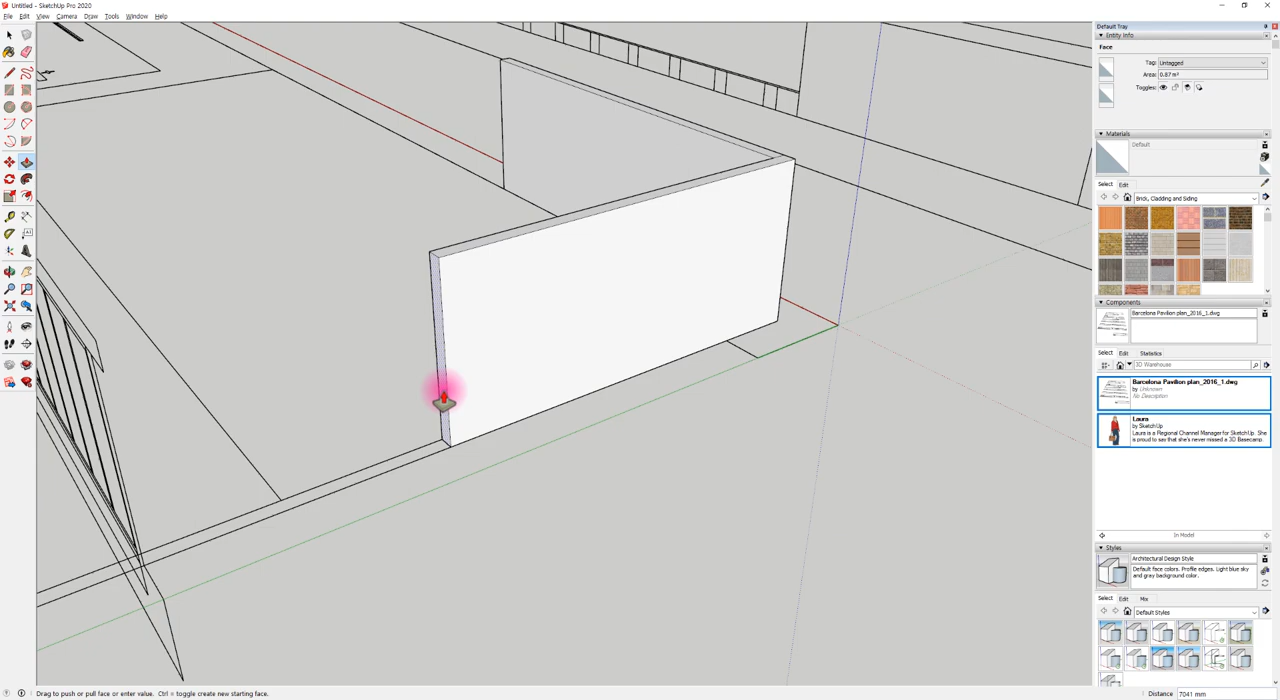 Untitled - SketchUp Pro 2020
File Edit View Camera Draw Tools Window Help
Default Tray
Entity Info
Face
Tag: Untagged
Area: 0.87 m²
Toggles:
Materials
Default
Select Edit
Brick, Cladding and Siding
Components
Barcelona Pavilion plan_2016_1.dwg
Select Edit Statistics
3D Warehouse
Barcelona Pavilion plan_2016_1.dwg
by Unknown
No Description
Laura
by SketchUp
Laura is a Regional Channel Manager for SketchUp. She
is proud to say that she's never missed a 3D Basecamp
In Model
Styles
Architectural Design Style
Default face colors. Profile edges. Light blue sky
and gray background color.
Select Edit Mix
Default Styles
Drag to push or pull face or enter value. Ctrl = toggle create new starting face.
Distance 7041 mm